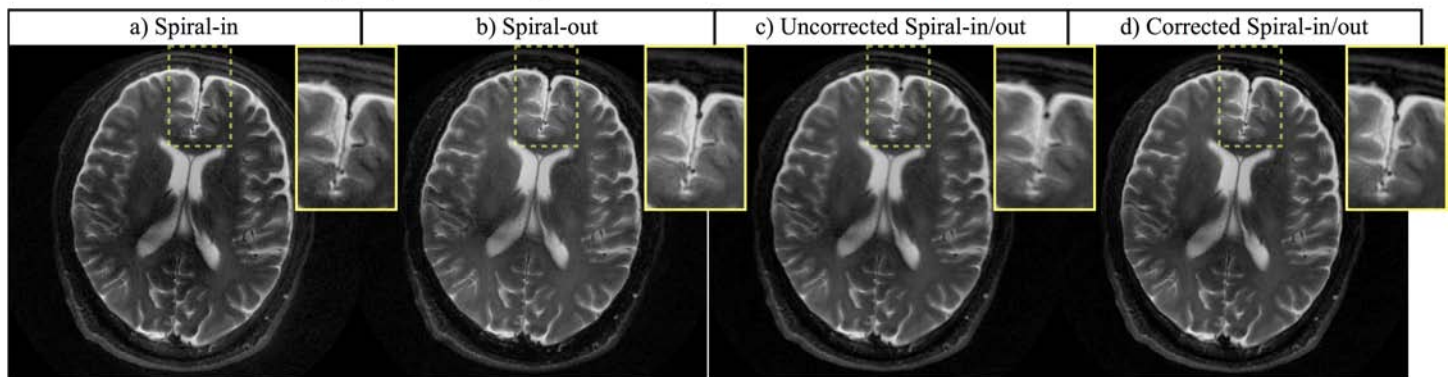 a) Spiral-in
b) Spiral-out
c) Uncorrected Spiral-in/out
d) Corrected Spiral-in/out